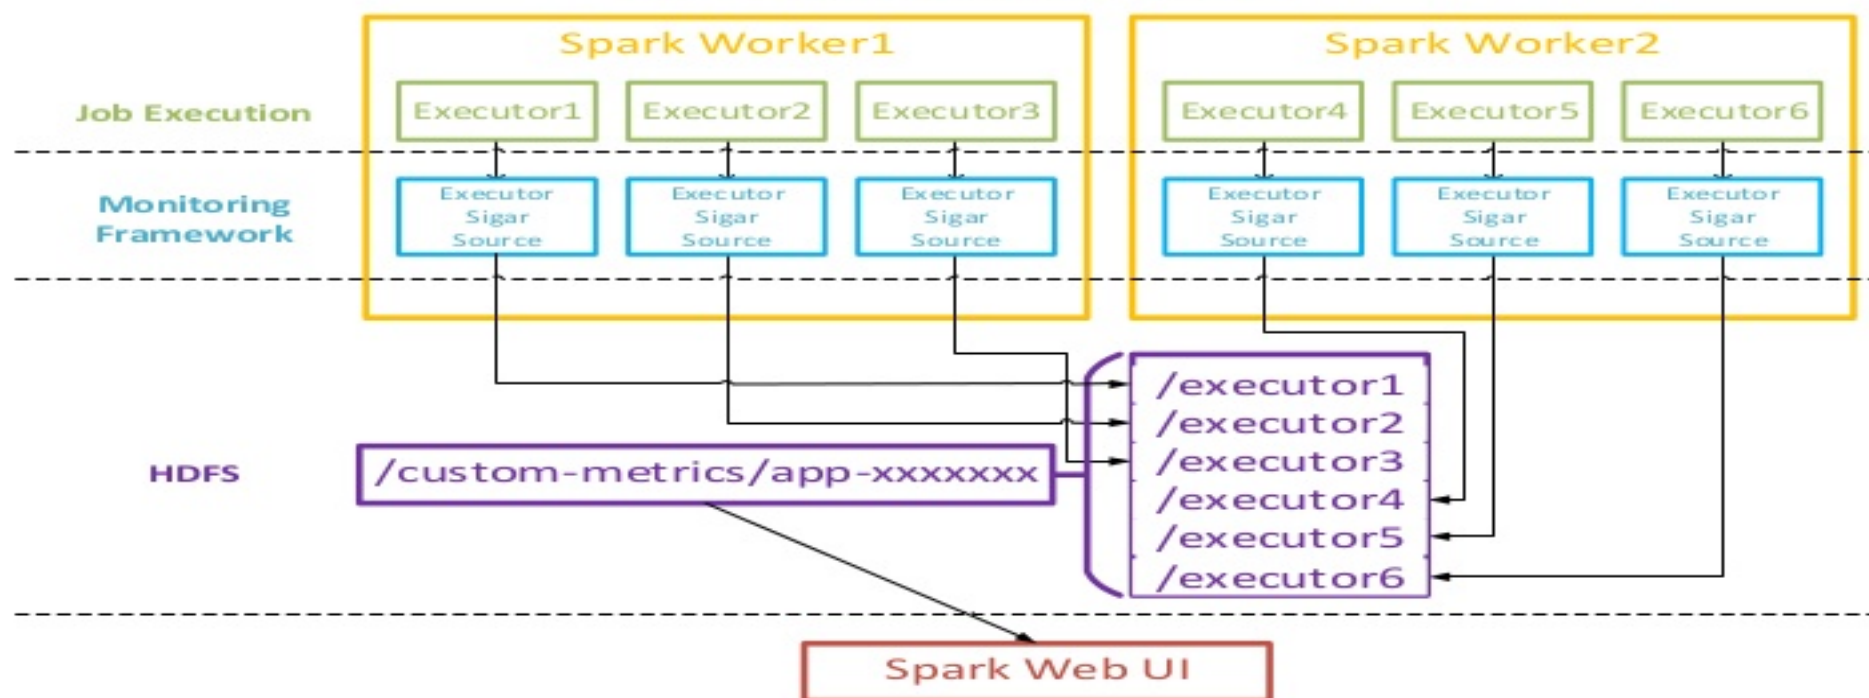 Spark Worker1
Spark Worker2
Job Execution
Executor1
Executor2
Executor3
Executor4
Executor5
Executor6
Monitoring
Framework
Executor
Sigar
Source
Executor
Sigar
Source
Executor
Sigar
Source
Executor
Sigar
Source
Executor
Sigar
Source
Executor
Sigar
Source
HDFS
/custom-metrics/app-xxxxxxx
/executor1
/executor2
/executor3
/executor4
/executor5
/executor6
Spark Web UI